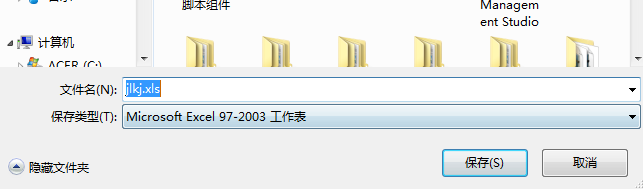 脚本组件
Management Studio
计算机
ACER (C:)
文件名(N):
jlkj.xls
保存类型(T):
Microsoft Excel 97-2003 工作表
隐藏文件夹
保存(S)
取消